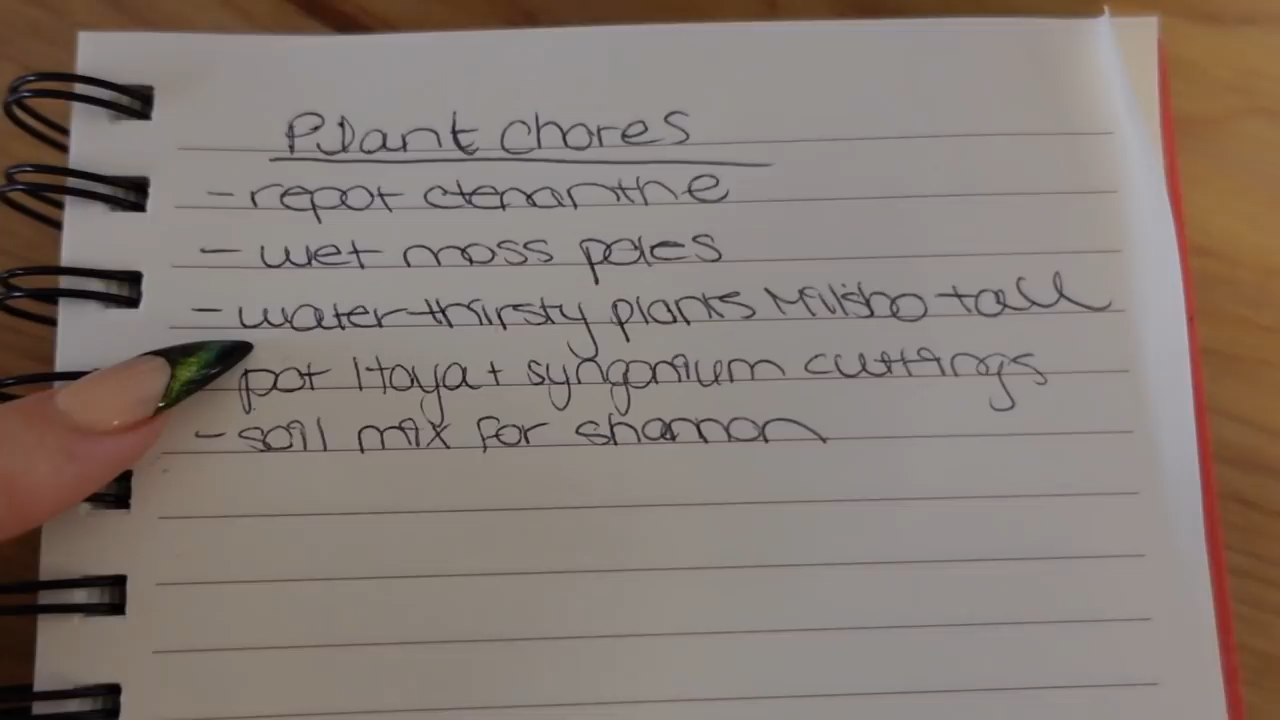 Plant chores
- repot ctenanthe
- wet moss poles
- water thirsty plants Milsbo tall
pot Hoya + syngonium cuttings
- soil mix for shannon